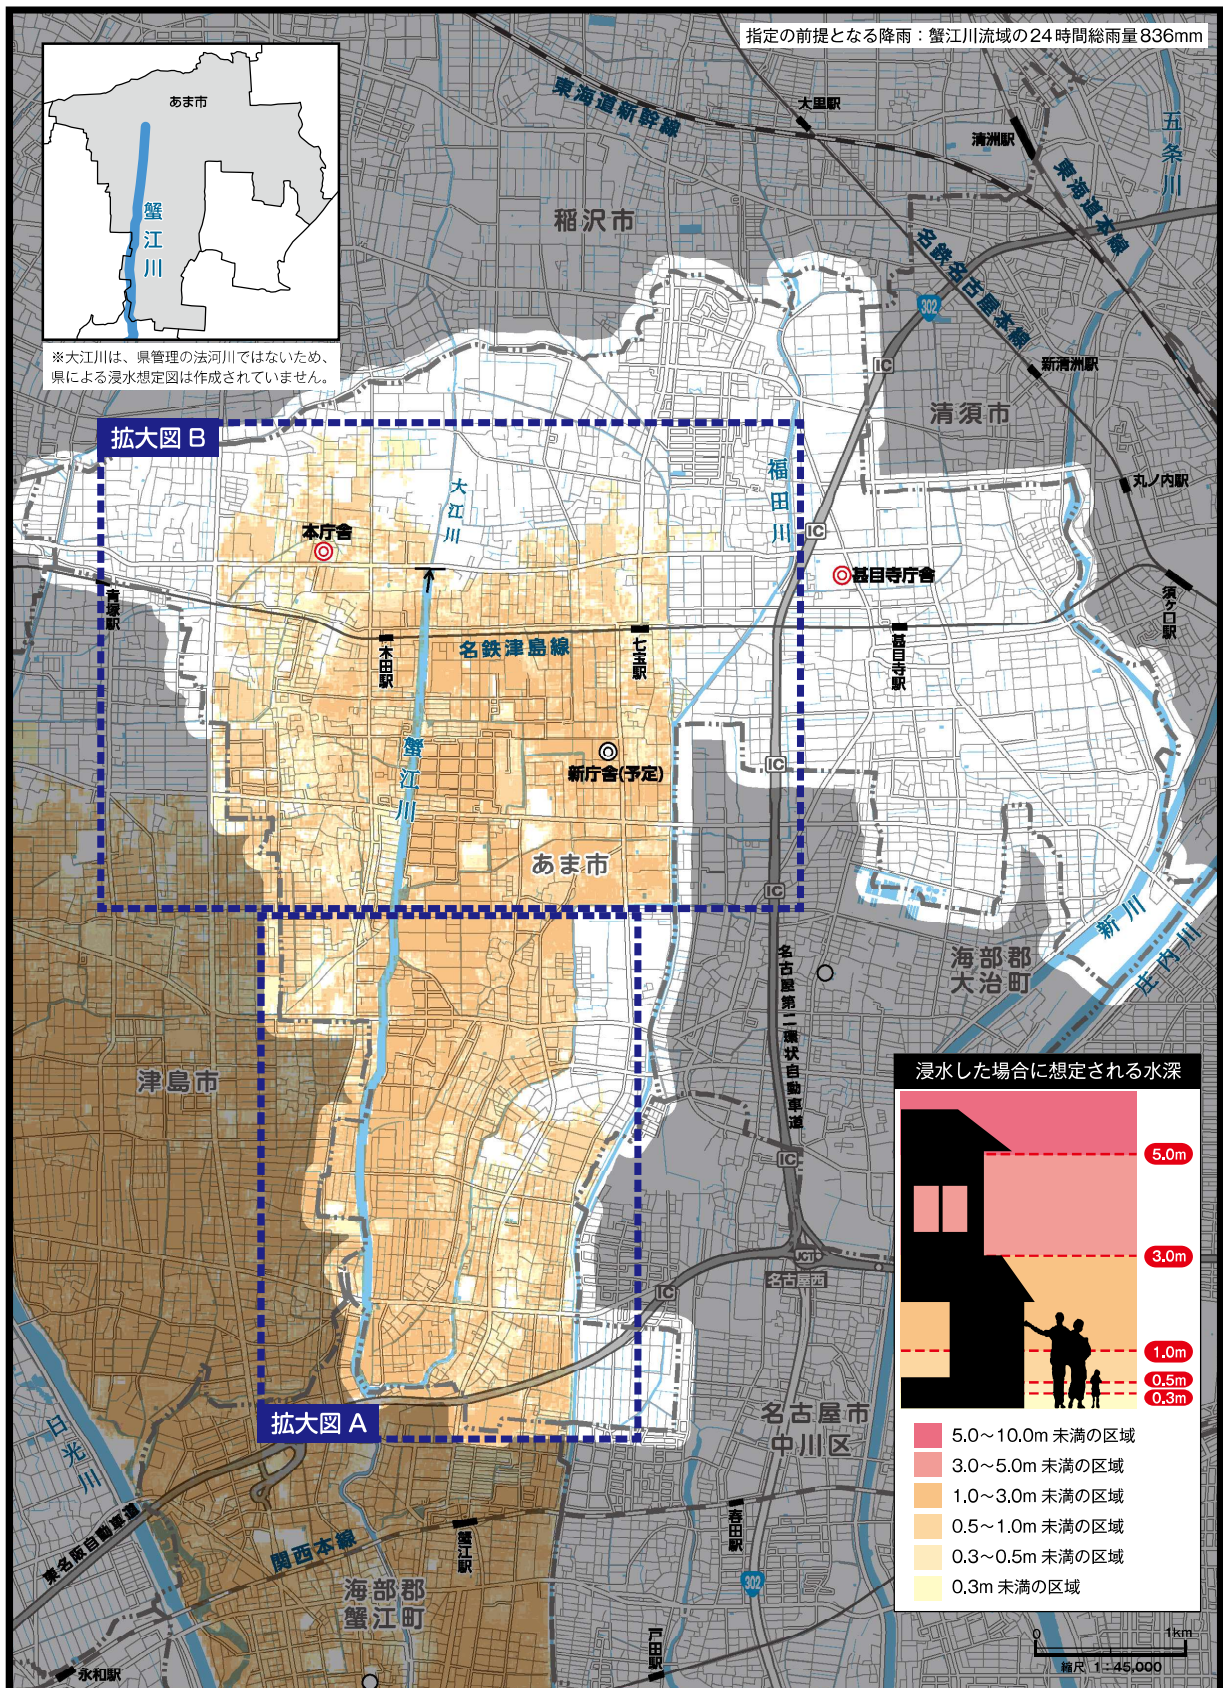 指定の前提となる降雨：蟹江川流域の24時間総雨量836mm
あま市
蟹江川
※大江川は、県管理の法河川ではないため、
県による浸水想定図は作成されていません。
東海道新幹線
大里駅
清洲駅
五条川
東海道本線
稲沢市
名鉄名古屋本線
302
新清洲駅
IC
清須市
拡大図 B
丸ノ内駅
大江川
福田川
本庁舎
IC
甚目寺庁舎
青塚駅
須ケ口駅
木田駅
名鉄津島線
七宝駅
甚目寺駅
蟹江川
新庁舎(予定)
IC
あま市
IC
新川
庄内川
海部郡
大治町
名古屋第二環状自動車道
津島市
IC
JCT
名古屋西
IC
拡大図 A
名古屋市
中川区
日光川
東名阪自動車道
関西本線
蟹江駅
春田駅
302
海部郡
蟹江町
戸田駅
永和駅
浸水した場合に想定される水深
5.0m
3.0m
1.0m
0.5m
0.3m
5.0～10.0m 未満の区域
3.0～5.0m 未満の区域
1.0～3.0m 未満の区域
0.5～1.0m 未満の区域
0.3～0.5m 未満の区域
0.3m 未満の区域
0 1km
縮尺 1：45,000